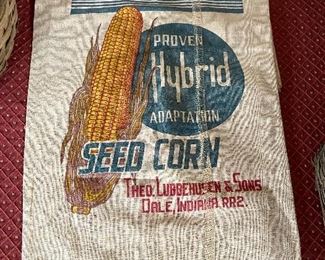 PROVEN
Hybrid
ADAPTATION
SEED CORN
THEO. LUBBEHUSEN & SONS
DALE, INDIANA. RR2.